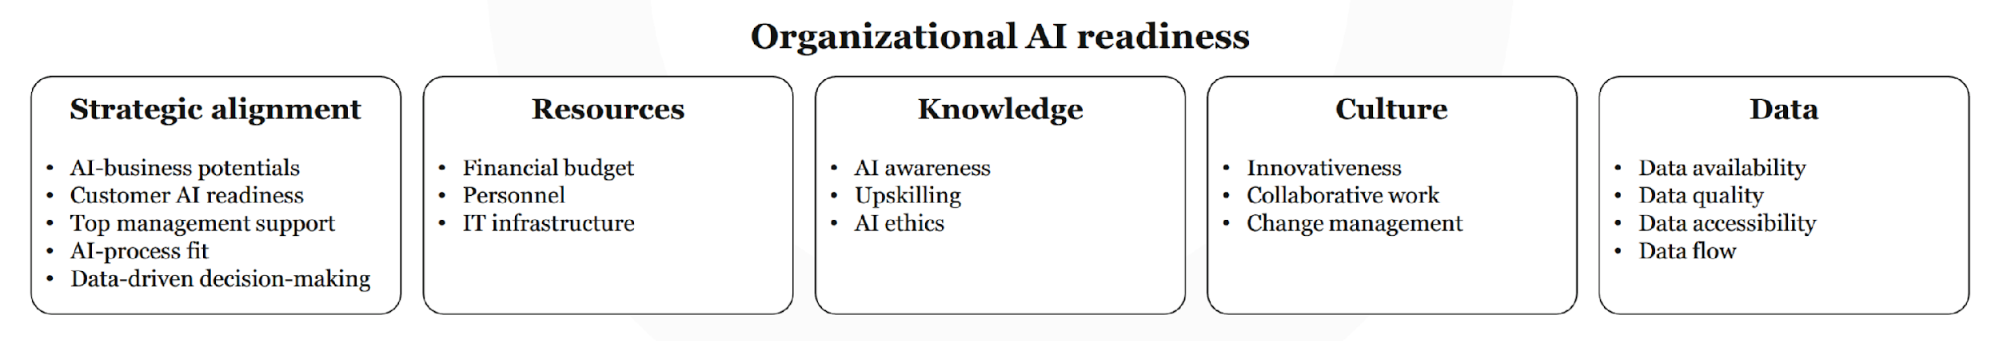 Organizational AI readiness
Strategic alignment
• AI-business potentials
• Customer AI readiness
• Top management support
• AI-process fit
• Data-driven decision-making
Resources
• Financial budget
• Personnel
• IT infrastructure
Knowledge
• AI awareness
• Upskilling
• AI ethics
Culture
• Innovativeness
• Collaborative work
• Change management
Data
• Data availability
• Data quality
• Data accessibility
• Data flow